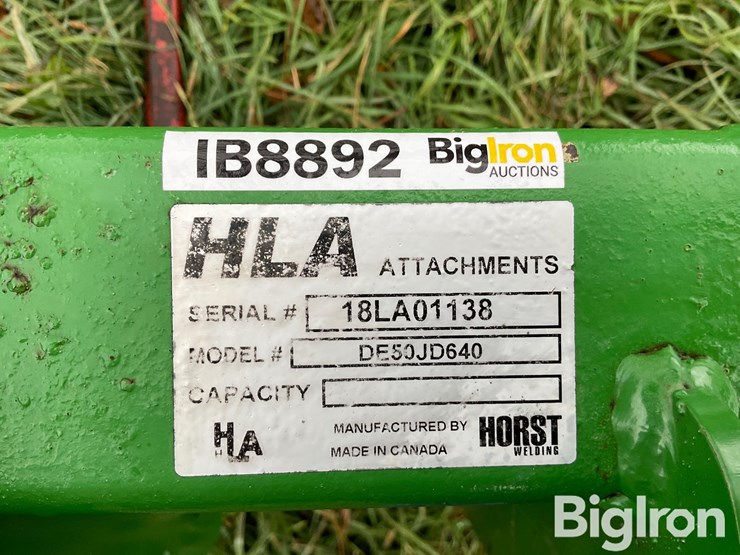 IB8892 BigIron
AUCTIONS
HLA ATTACHMENTS
SERIAL # 18LA01138
MODEL # DE50JD640
CAPACITY
HLA
MANUFACTURED BY HORST
WELDING
MADE IN CANADA
BigIron